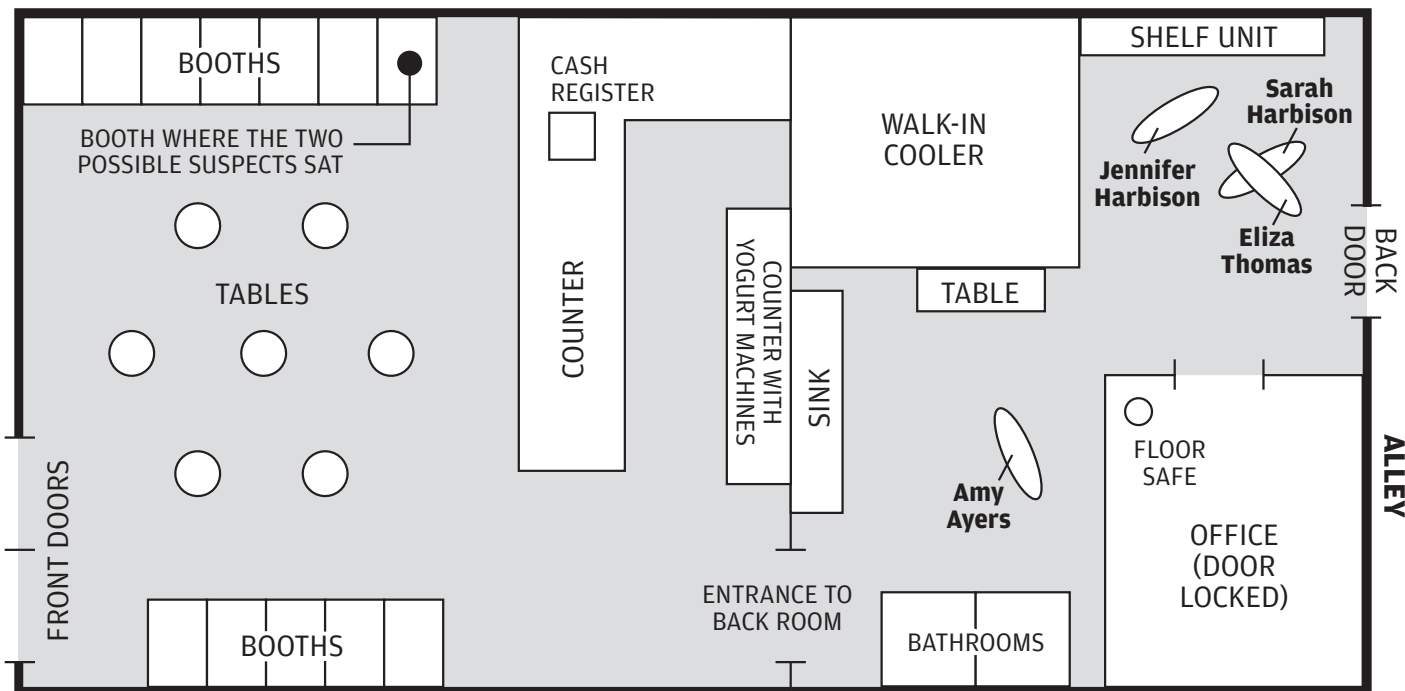 BOOTHS
CASH
REGISTER
SHELF UNIT
BOOTH WHERE THE TWO
POSSIBLE SUSPECTS SAT
WALK-IN
COOLER
Sarah
Harbison
Jennifer
Harbison
Eliza
Thomas
BACK
DOOR
TABLES
COUNTER
COUNTER WITH
YOGURT MACHINES
TABLE
SINK
Amy
Ayers
FLOOR
SAFE
ALLEY
OFFICE
(DOOR
LOCKED)
FRONT DOORS
ENTRANCE TO
BACK ROOM
BOOTHS
BATHROOMS